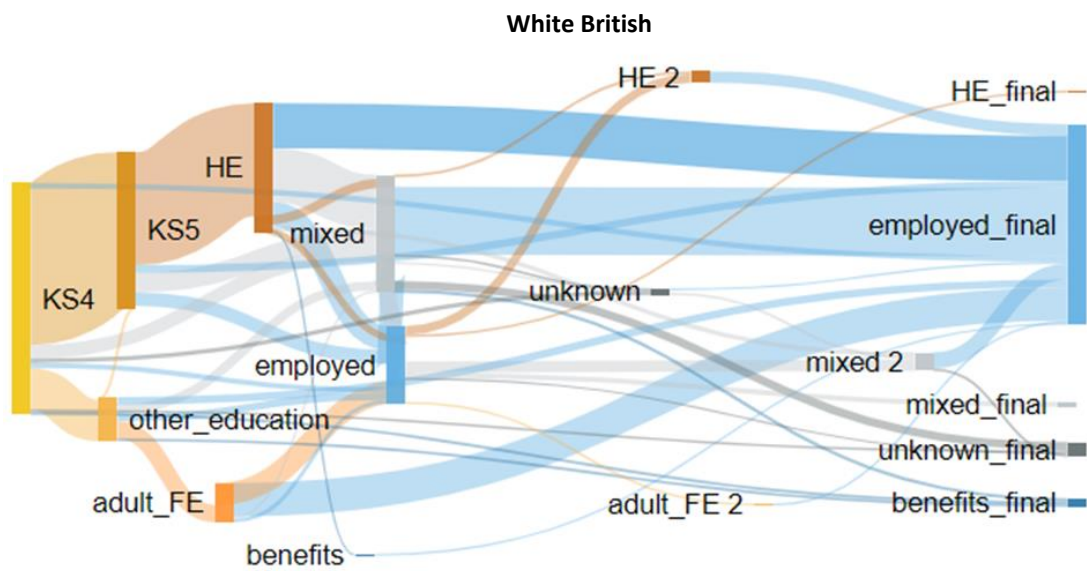 White British
HE 2
HE_final
HE
KS5
mixed
employed_final
KS4
unknown
employed
mixed 2
other_education
mixed_final
unknown_final
adult_FE
adult_FE 2
benefits_final
benefits